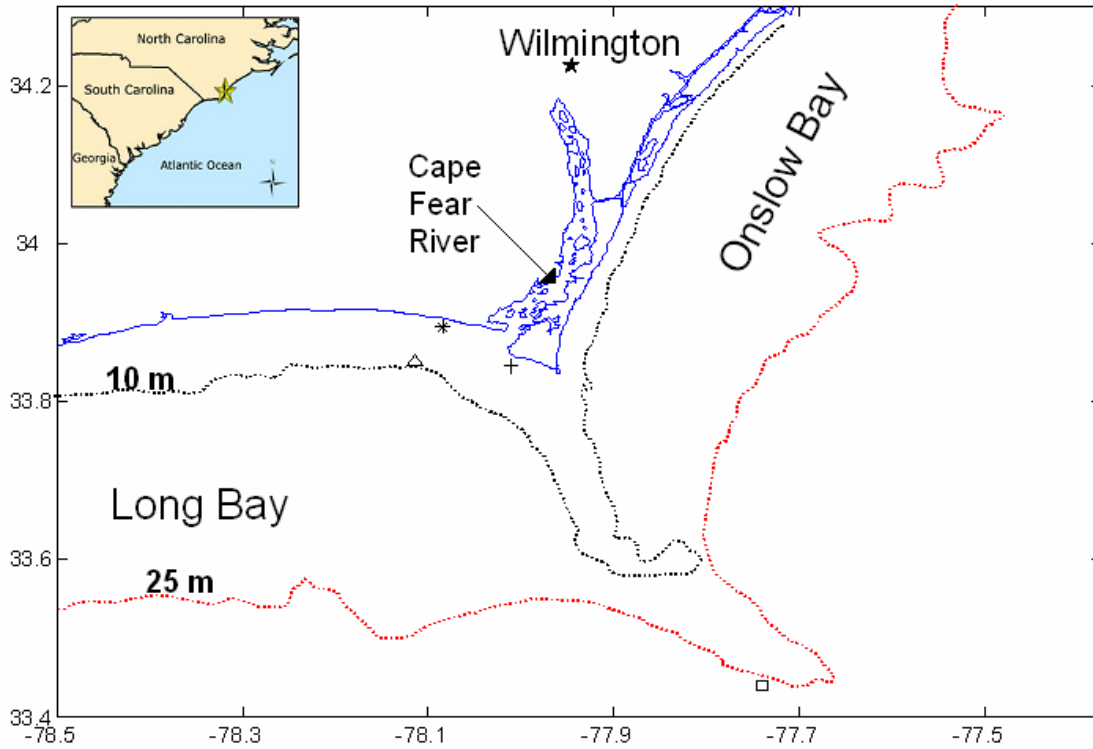 North Carolina
South Carolina
Georgia
Atlantic Ocean
N
Wilmington
Cape
Fear
River
Onslow Bay
10 m
Long Bay
25 m
34.2
34
33.8
33.6
33.4
-78.5
-78.3
-78.1
-77.9
-77.7
-77.5